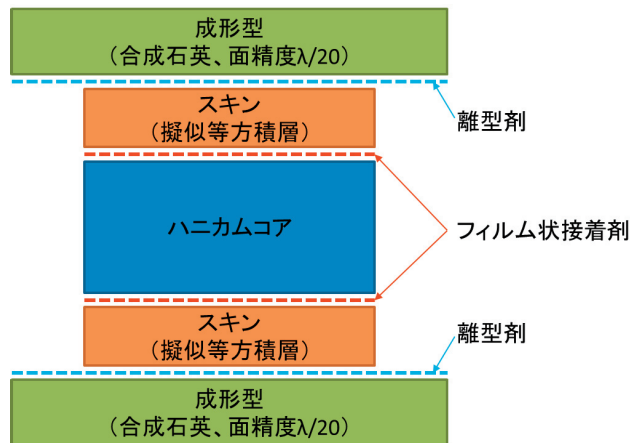 成形型
（合成石英、面精度λ/20）
スキン
（擬似等方積層）
離型剤
ハニカムコア
フィルム状接着剤
スキン
（擬似等方積層）
離型剤
成形型
（合成石英、面精度λ/20）